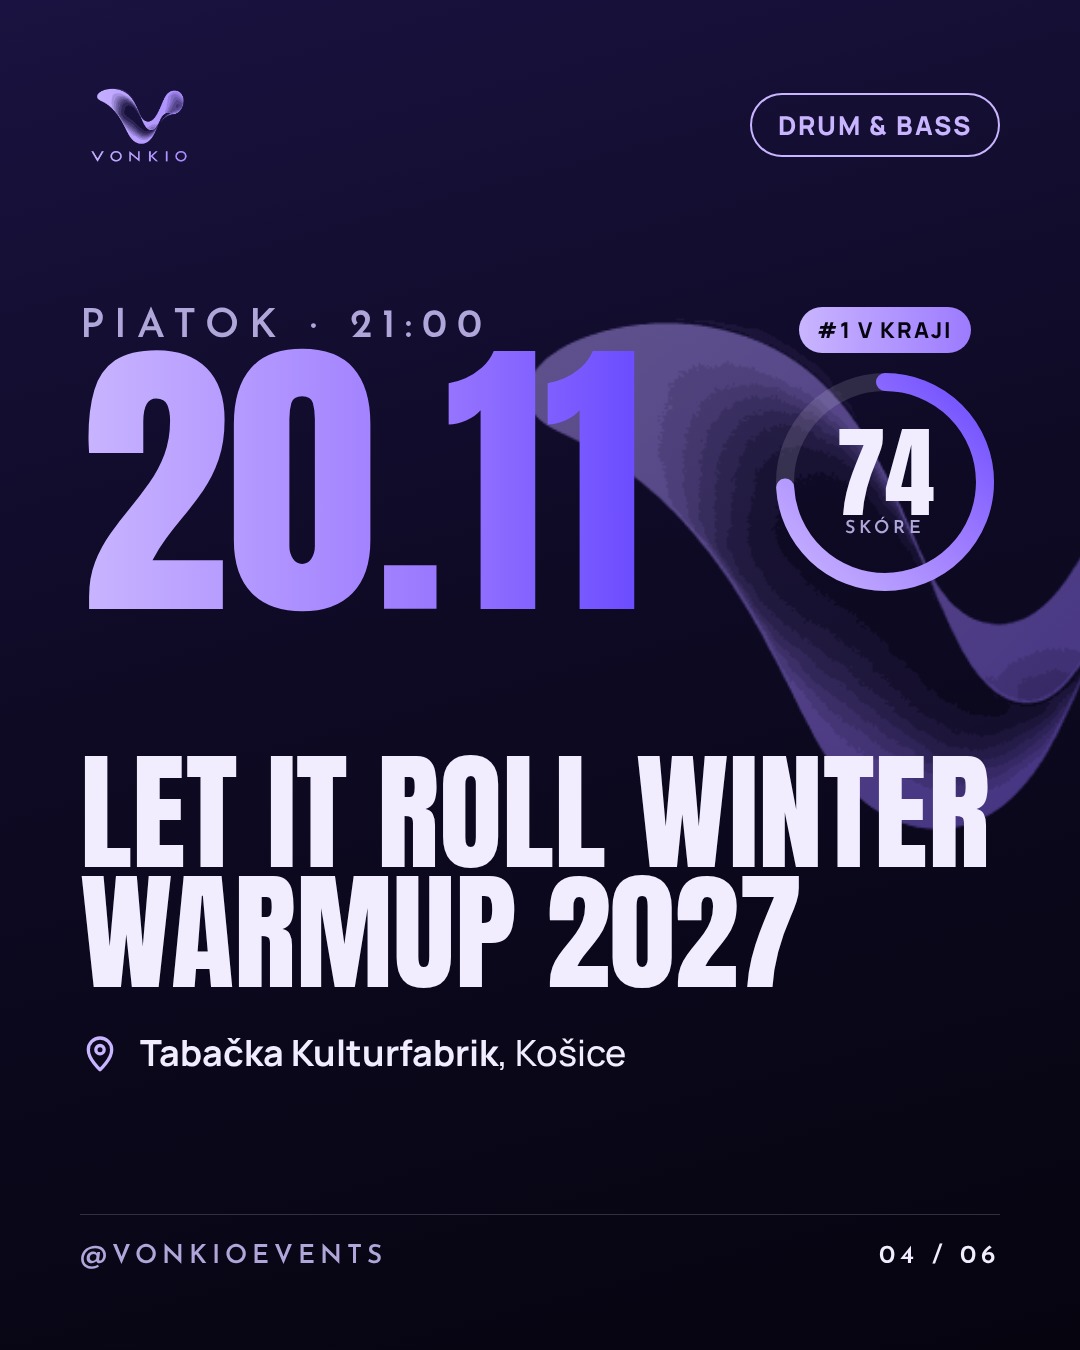 VONKIO
DRUM & BASS
PIATOK · 21:00
#1 V KRAJI
20.11
74
SKÓRE
LET IT ROLL WINTER
WARMUP 2027
Tabačka Kulturfabrik, Košice
@VONKIOEVENTS
04 / 06